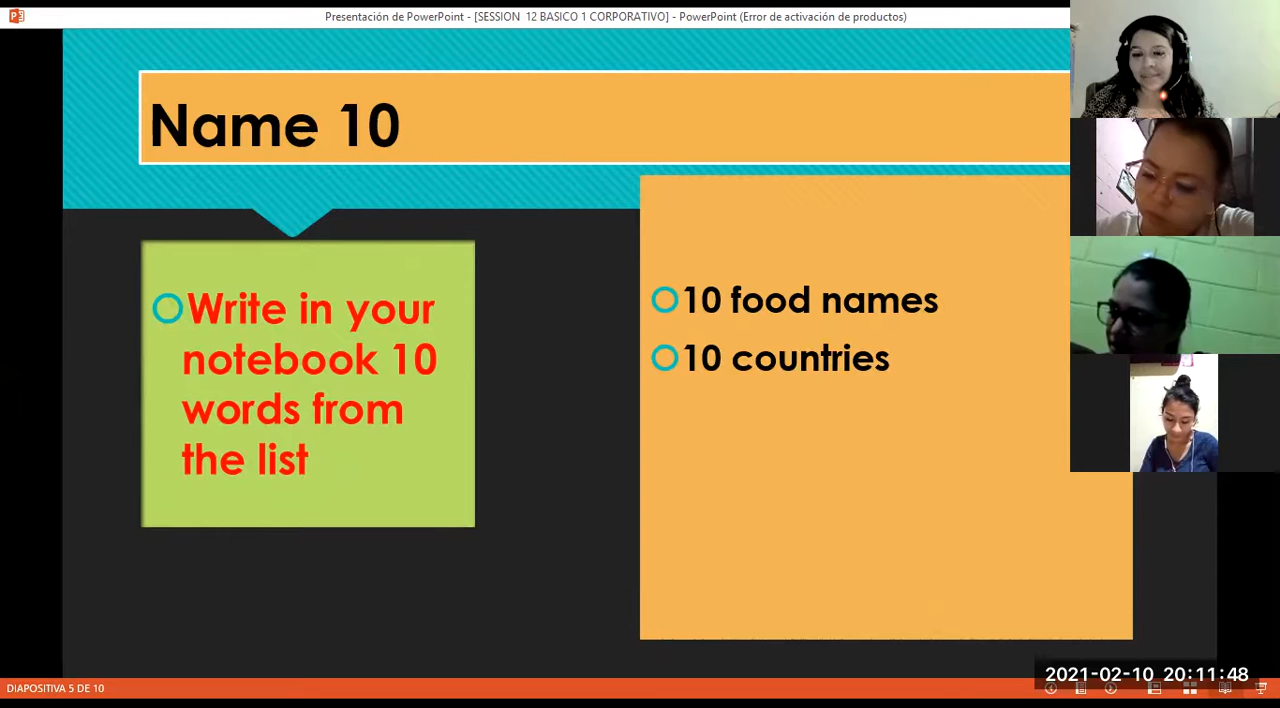 Presentación de PowerPoint - [SESSION 12 BASICO 1 CORPORATIVO] - PowerPoint (Error de activación de productos)
Name 10
Write in your
notebook 10
words from
the list
10 food names
10 countries
2021-02-10 20:11:48
DIAPOSITIVA 5 DE 10